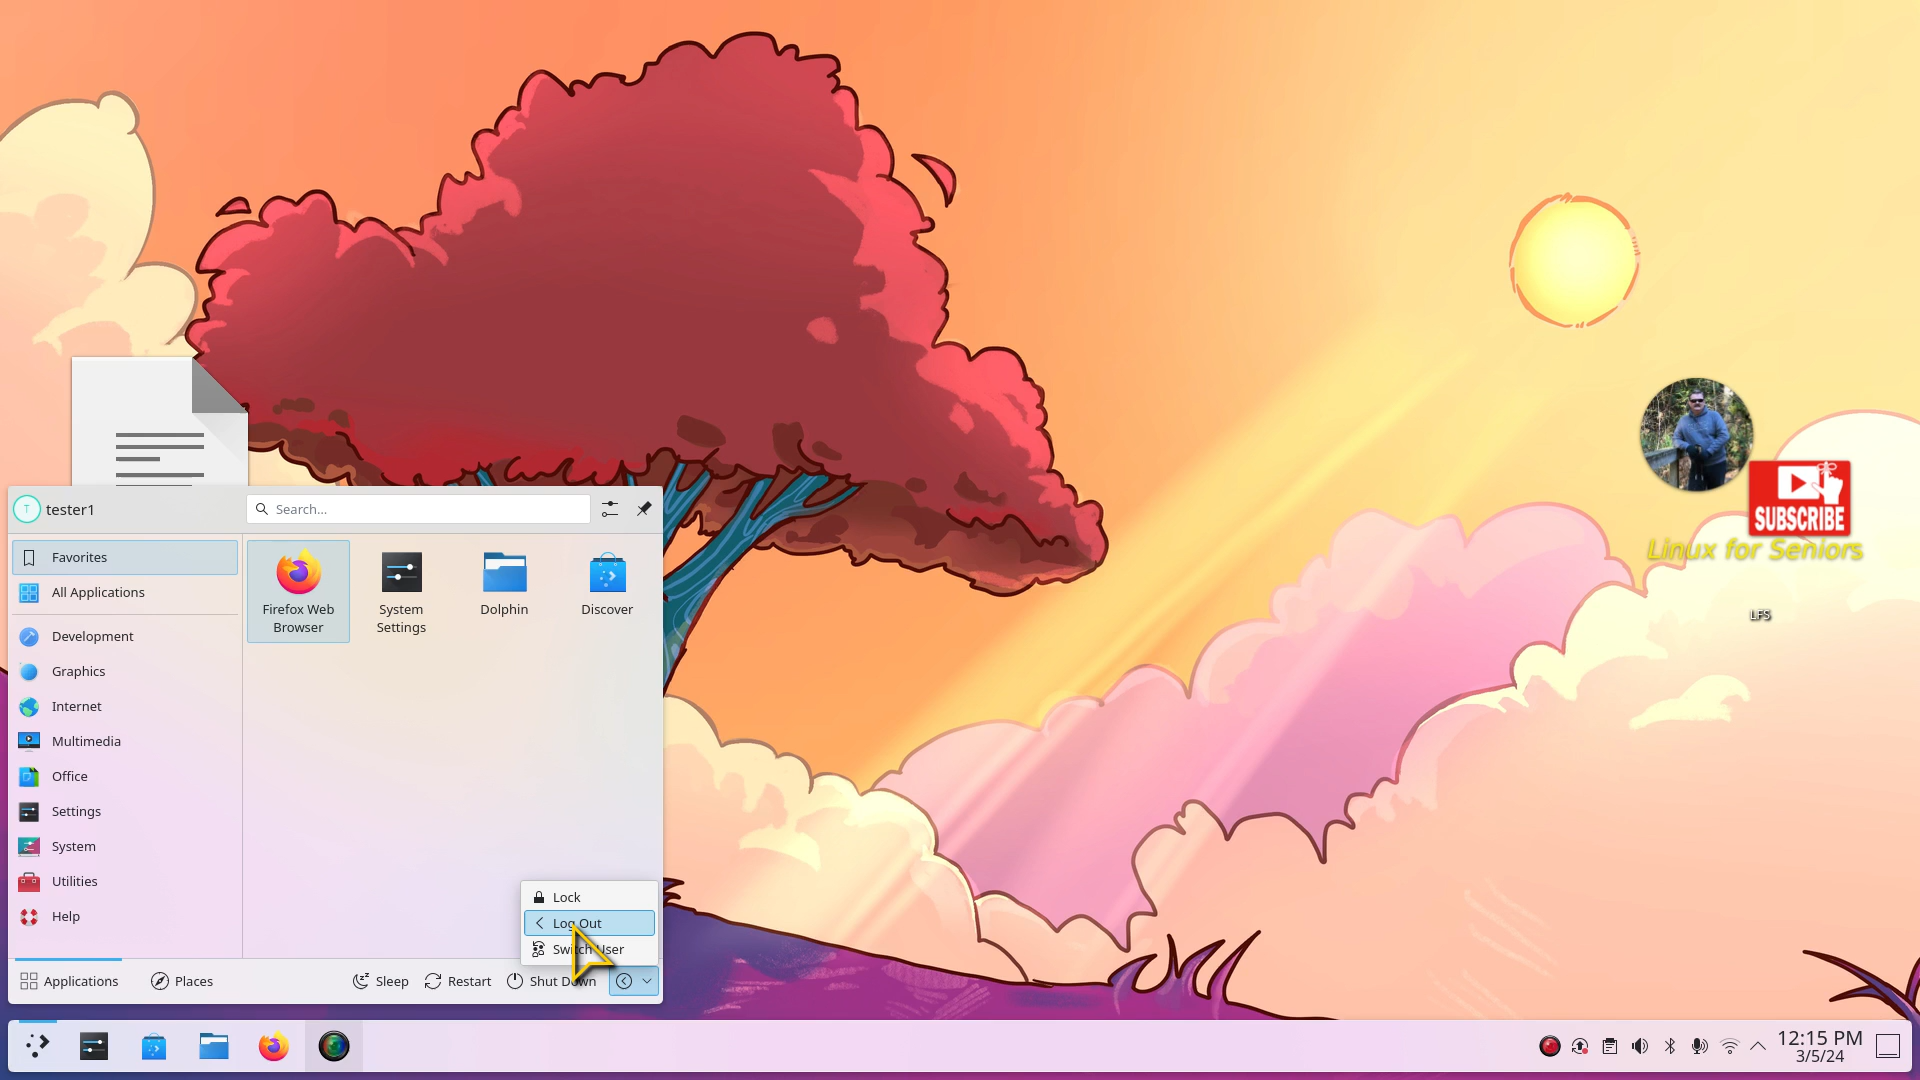 tester1
Search...
Favorites
All Applications
Development
Graphics
Internet
Multimedia
Office
Settings
System
Utilities
Help
Firefox Web
Browser
System
Settings
Dolphin
Discover
Lock
Log Out
Switch User
Applications
Places
Sleep
Restart
Shut Down
SUBSCRIBE
Linux for Seniors
LFS
12:15 PM
3/5/24